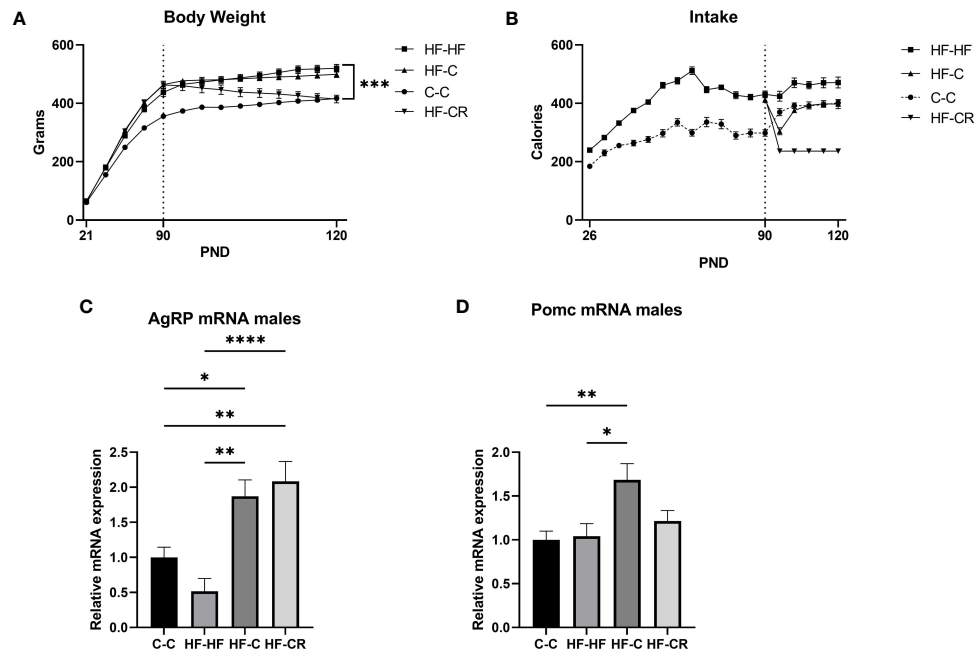 A
Body Weight
600
400
200
0
Grams
21
90
120
PND
***
HF-HF
HF-C
C-C
HF-CR
B
Intake
600
400
200
0
Calories
26
90
120
PND
HF-HF
HF-C
C-C
HF-CR
C
AgRP mRNA males
****
*
**
**
2.5
2.0
1.5
1.0
0.5
0.0
Relative mRNA expression
C-C HF-HF HF-C HF-CR
D
Pomc mRNA males
**
*
2.0
1.5
1.0
0.5
0.0
Relative mRNA expression
C-C HF-HF HF-C HF-CR